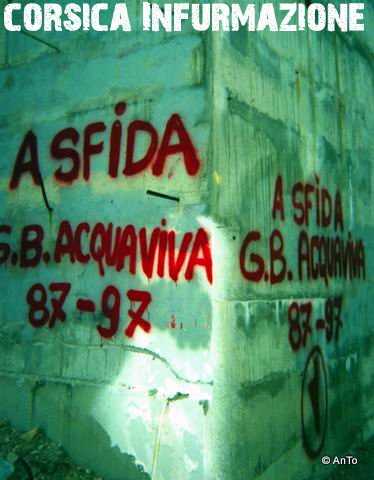 CORSICA INFURMAZIONE
A SFIDA
G.B. ACQUAVIVA
87-97
A SFIDA
G.B. ACQUAVIVA
87-97
© AnTo